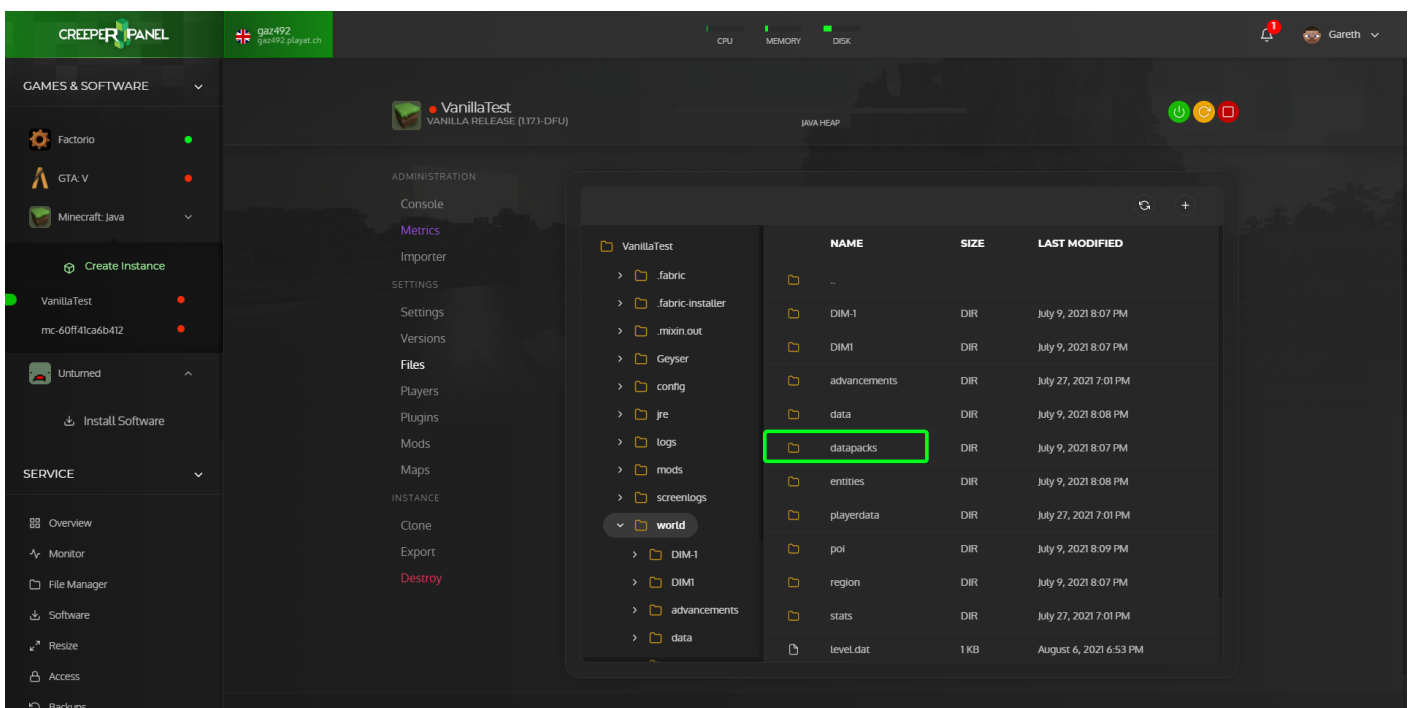 CREEPER PANEL
gaz492
gaz492.playat.ch
CPU
MEMORY
DISK
1
Gareth
GAMES & SOFTWARE
Factorio
GTA: V
Minecraft: Java
Create Instance
VanillaTest
mc-60ff41ca6b412
Unturned
Install Software
SERVICE
Overview
Monitor
File Manager
Software
Resize
Access
Backups
VanillaTest
VANILLA RELEASE (1.17.1-DFU)
JAVA HEAP
ADMINISTRATION
Console
Metrics
Importer
SETTINGS
Settings
Versions
Files
Players
Plugins
Mods
Maps
INSTANCE
Clone
Export
Destroy
VanillaTest
.fabric
.fabric-installer
.mixin.out
Geyser
config
jre
logs
mods
screenlogs
world
DIM-1
DIM1
advancements
data
NAME SIZE LAST MODIFIED
..
DIM-1 DIR July 9, 2021 8:07 PM
DIM1 DIR July 9, 2021 8:07 PM
advancements DIR July 27, 2021 7:01 PM
data DIR July 9, 2021 8:08 PM
datapacks DIR July 9, 2021 8:07 PM
entities DIR July 9, 2021 8:08 PM
playerdata DIR July 27, 2021 7:01 PM
poi DIR July 9, 2021 8:09 PM
region DIR July 9, 2021 8:07 PM
stats DIR July 27, 2021 7:01 PM
level.dat 1 KB August 6, 2021 6:53 PM